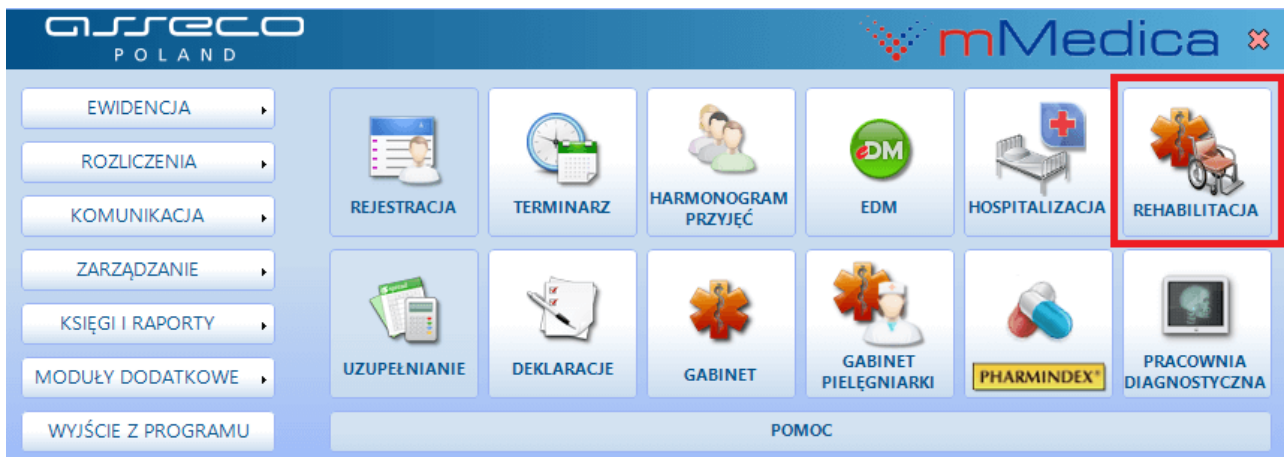 asseco
POLAND
mMedica
EWIDENCJA
ROZLICZENIA
KOMUNIKACJA
ZARZĄDZANIE
KSIĘGI I RAPORTY
MODUŁY DODATKOWE
WYJŚCIE Z PROGRAMU
REJESTRACJA
TERMINARZ
HARMONOGRAM
PRZYJĘĆ
eDM
EDM
HOSPITALIZACJA
REHABILITACJA
UZUPEŁNIANIE
DEKLARACJE
GABINET
GABINET
PIELĘGNIARKI
PHARMINDEX®
PRACOWNIA
DIAGNOSTYCZNA
POMOC